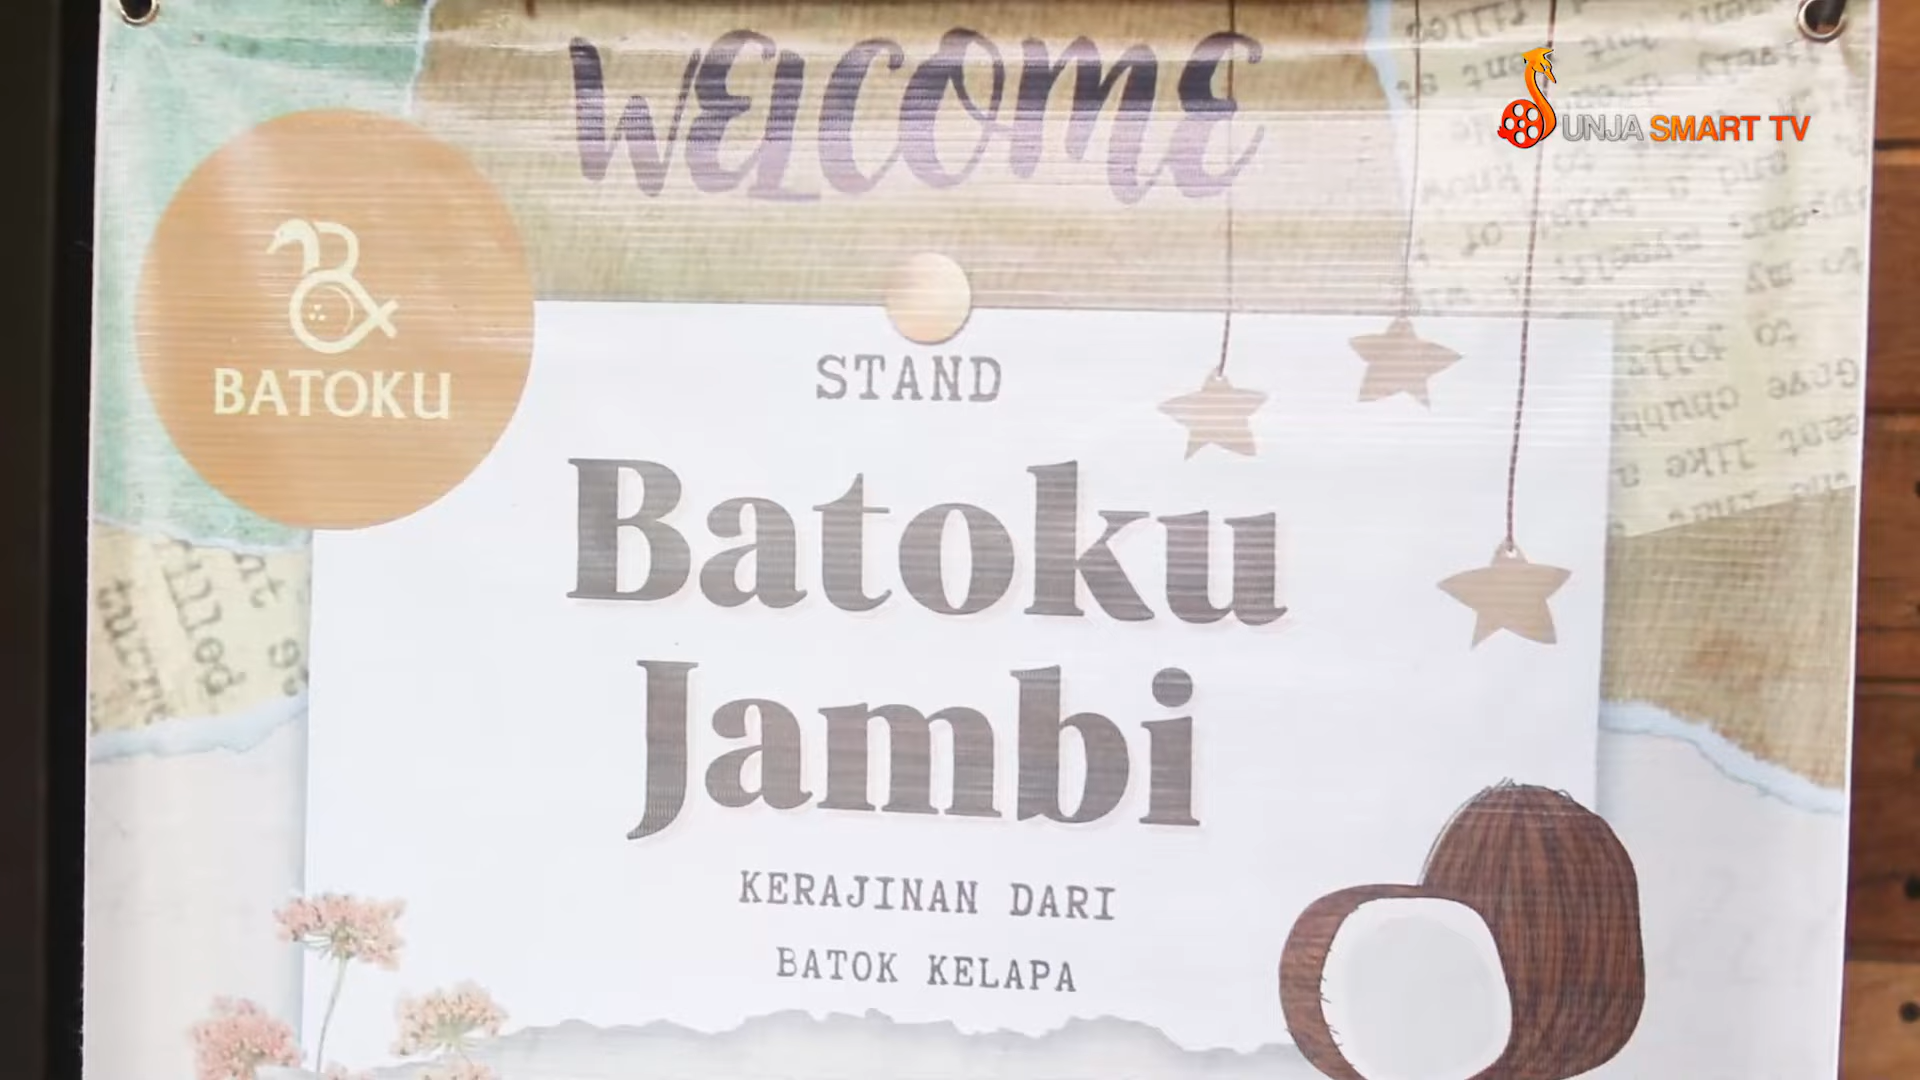 WELCOME
UNJA SMART TV
BATOKU
STAND
Batoku
Jambi
KERAJINAN DARI
BATOK KELAPA